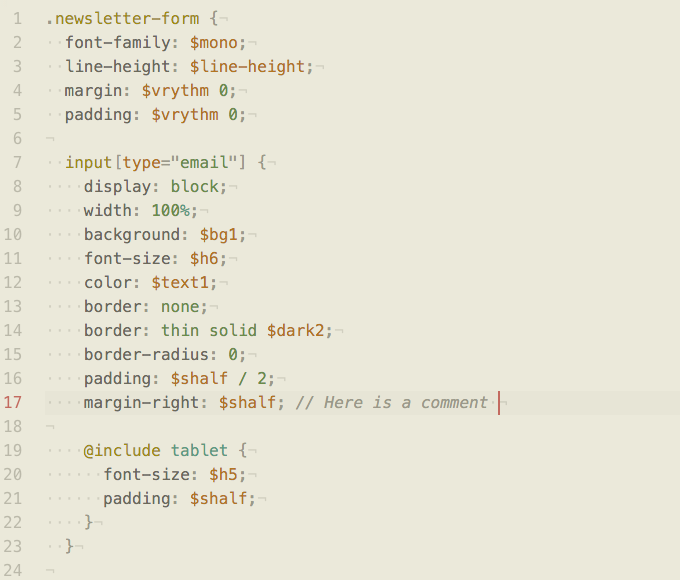 1 .newsletter-form {¬
2 ··font-family: $mono;¬
3 ··line-height: $line-height;¬
4 ··margin: $vrythm 0;¬
5 ··padding: $vrythm 0;¬
6 ¬
7 ··input[type="email"] {¬
8 ····display: block;¬
9 ····width: 100%;¬
10 ····background: $bg1;¬
11 ····font-size: $h6;¬
12 ····color: $text1;¬
13 ····border: none;¬
14 ····border: thin solid $dark2;¬
15 ····border-radius: 0;¬
16 ····padding: $shalf / 2;¬
17 ····margin-right: $shalf; // Here is a comment·¬
18 ¬
19 ····@include tablet {¬
20 ······font-size: $h5;¬
21 ······padding: $shalf;¬
22 ····}¬
23 ··}¬
24 ¬